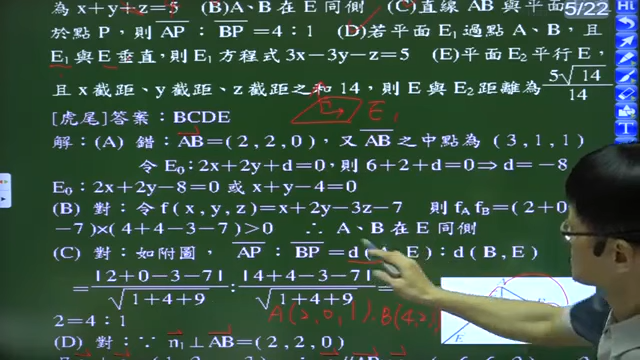 為 x+y+z=5 (B)A、B 在 E 同側 (C)直線 AB 與平面
5/22
於點 P，則 AP：BP=4：1 (D)若平面 E₁ 過點 A、B，且
E₁ 與 E 垂直，則 E₁ 方程式 3x−3y−z=5 (E)平面 E₂ 平行 E，
且 x 截距、y 截距、z 截距之和 14，則 E 與 E₂ 距離為 5√14/14
[虎尾]答案：BCDE
E₁
解：(A) 錯：AB=(2,2,0)，又 AB 之中點為 (3,1,1)
令 E₀：2x+2y+d=0，則 6+2+d=0⇒d=−8
E₀：2x+2y−8=0 或 x+y−4=0
(B) 對：令 f(x,y,z)=x+2y−3z−7 則 fAfB=(2+0
−7)×(4+4−3−7)>0 ∴ A、B 在 E 同側
(C) 對：如附圖，AP：BP=d(A,E)：d(B,E)
=|2+0−3−7|/√(1+4+9)：|4+4−3−7|/√(1+4+9)=
A(2,0,1)、B(4,2
2=4：1
E
(D) 對：∵ n₁⊥AB=(2,2,0)